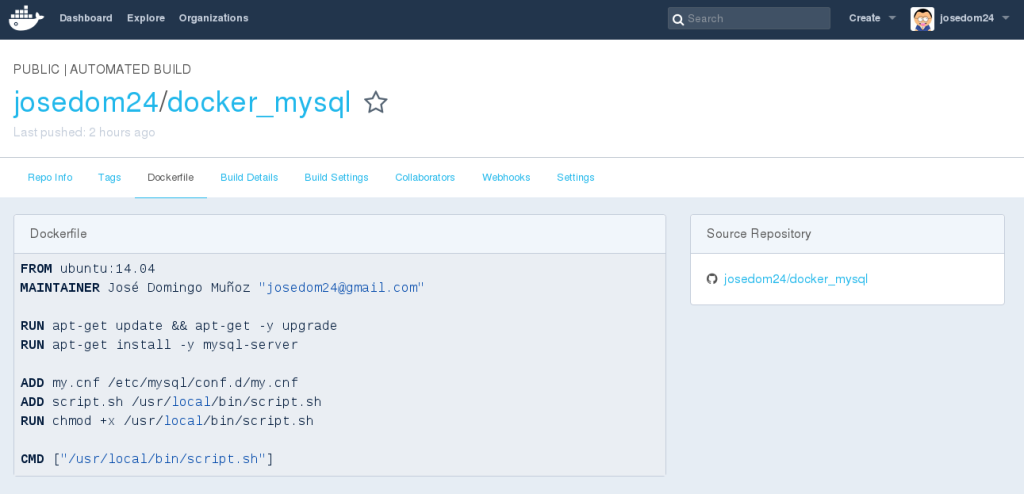 Dashboard Explore Organizations Search Create josedom24
PUBLIC | AUTOMATED BUILD
josedom24/docker_mysql
Last pushed: 2 hours ago
Repo Info Tags Dockerfile Build Details Build Settings Collaborators Webhooks Settings
Dockerfile
FROM ubuntu:14.04
MAINTAINER José Domingo Muñoz "josedom24@gmail.com"
RUN apt-get update && apt-get -y upgrade
RUN apt-get install -y mysql-server
ADD my.cnf /etc/mysql/conf.d/my.cnf
ADD script.sh /usr/local/bin/script.sh
RUN chmod +x /usr/local/bin/script.sh
CMD ["/usr/local/bin/script.sh"]
Source Repository
josedom24/docker_mysql